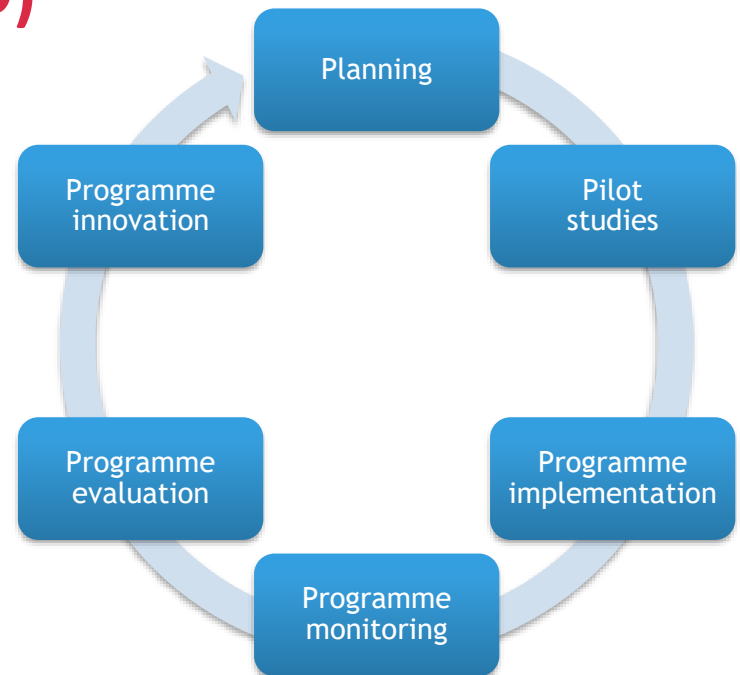 Planning
Pilot
studies
Programme
implementation
Programme
monitoring
Programme
evaluation
Programme
innovation